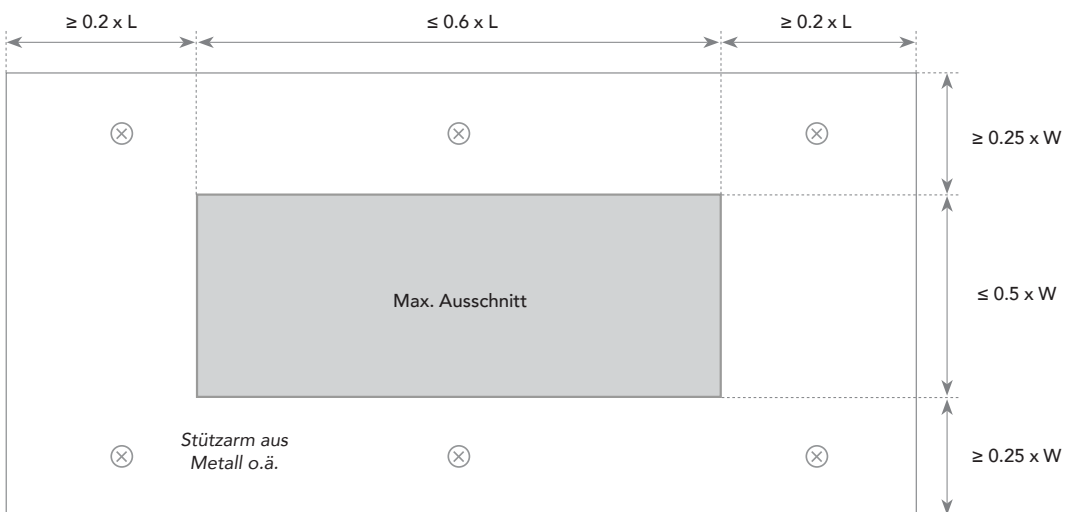 ≥ 0.2 x L
≤ 0.6 x L
≥ 0.2 x L
≥ 0.25 x W
≤ 0.5 x W
Max. Ausschnitt
Stützarm aus
Metall o.ä.
≥ 0.25 x W